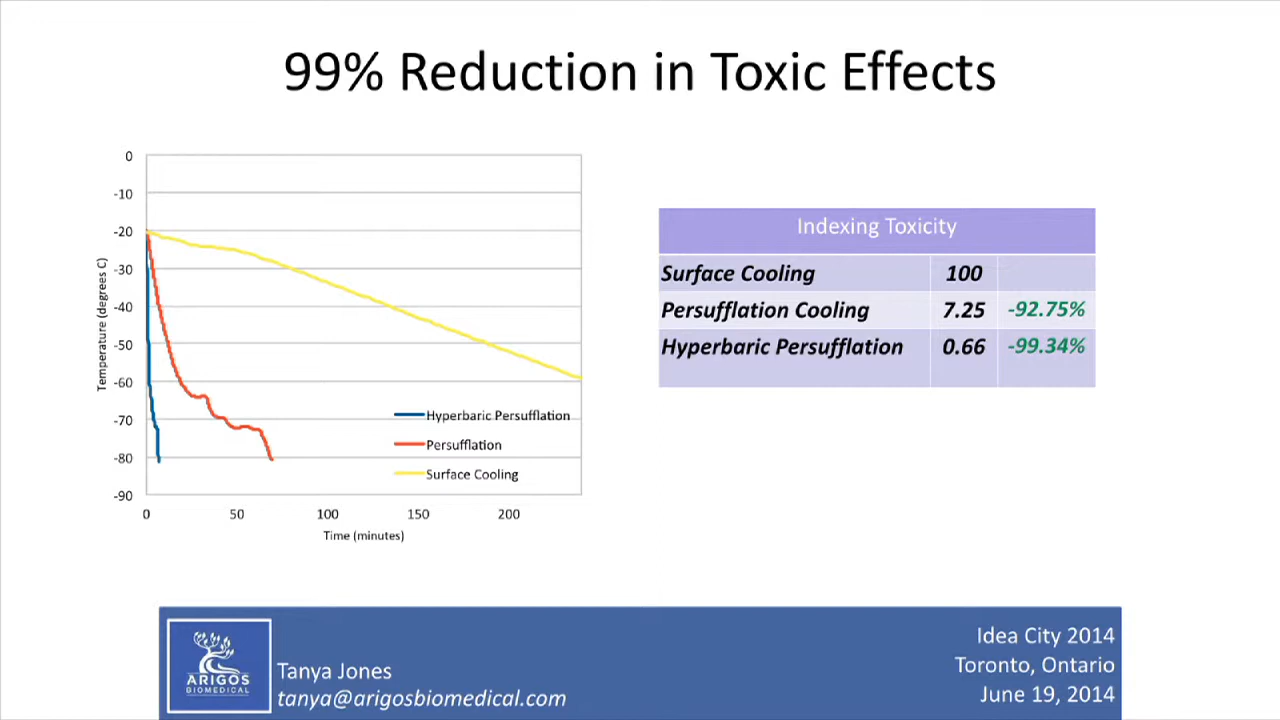 99% Reduction in Toxic Effects
0
-10
-20
-30
-40
-50
-60
-70
-80
-90
Temperature (degrees C)
Hyperbaric Persufflation
Persufflation
Surface Cooling
0 50 100 150 200
Time (minutes)
Indexing Toxicity
Surface Cooling 100
Persufflation Cooling 7.25 -92.75%
Hyperbaric Persufflation 0.66 -99.34%
ARIGOS
BIOMEDICAL
Tanya Jones
tanya@arigosbiomedical.com
Idea City 2014
Toronto, Ontario
June 19, 2014